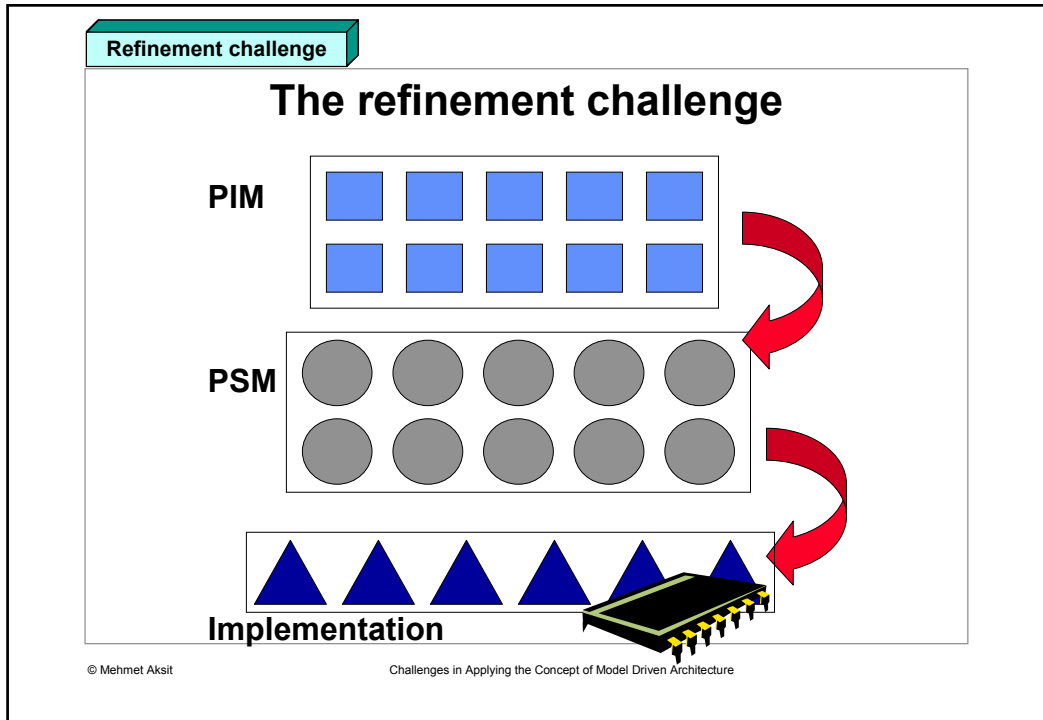 Refinement challenge
The refinement challenge
PIM
PSM
Implementation
© Mehmet Aksit
Challenges in Applying the Concept of Model Driven Architecture